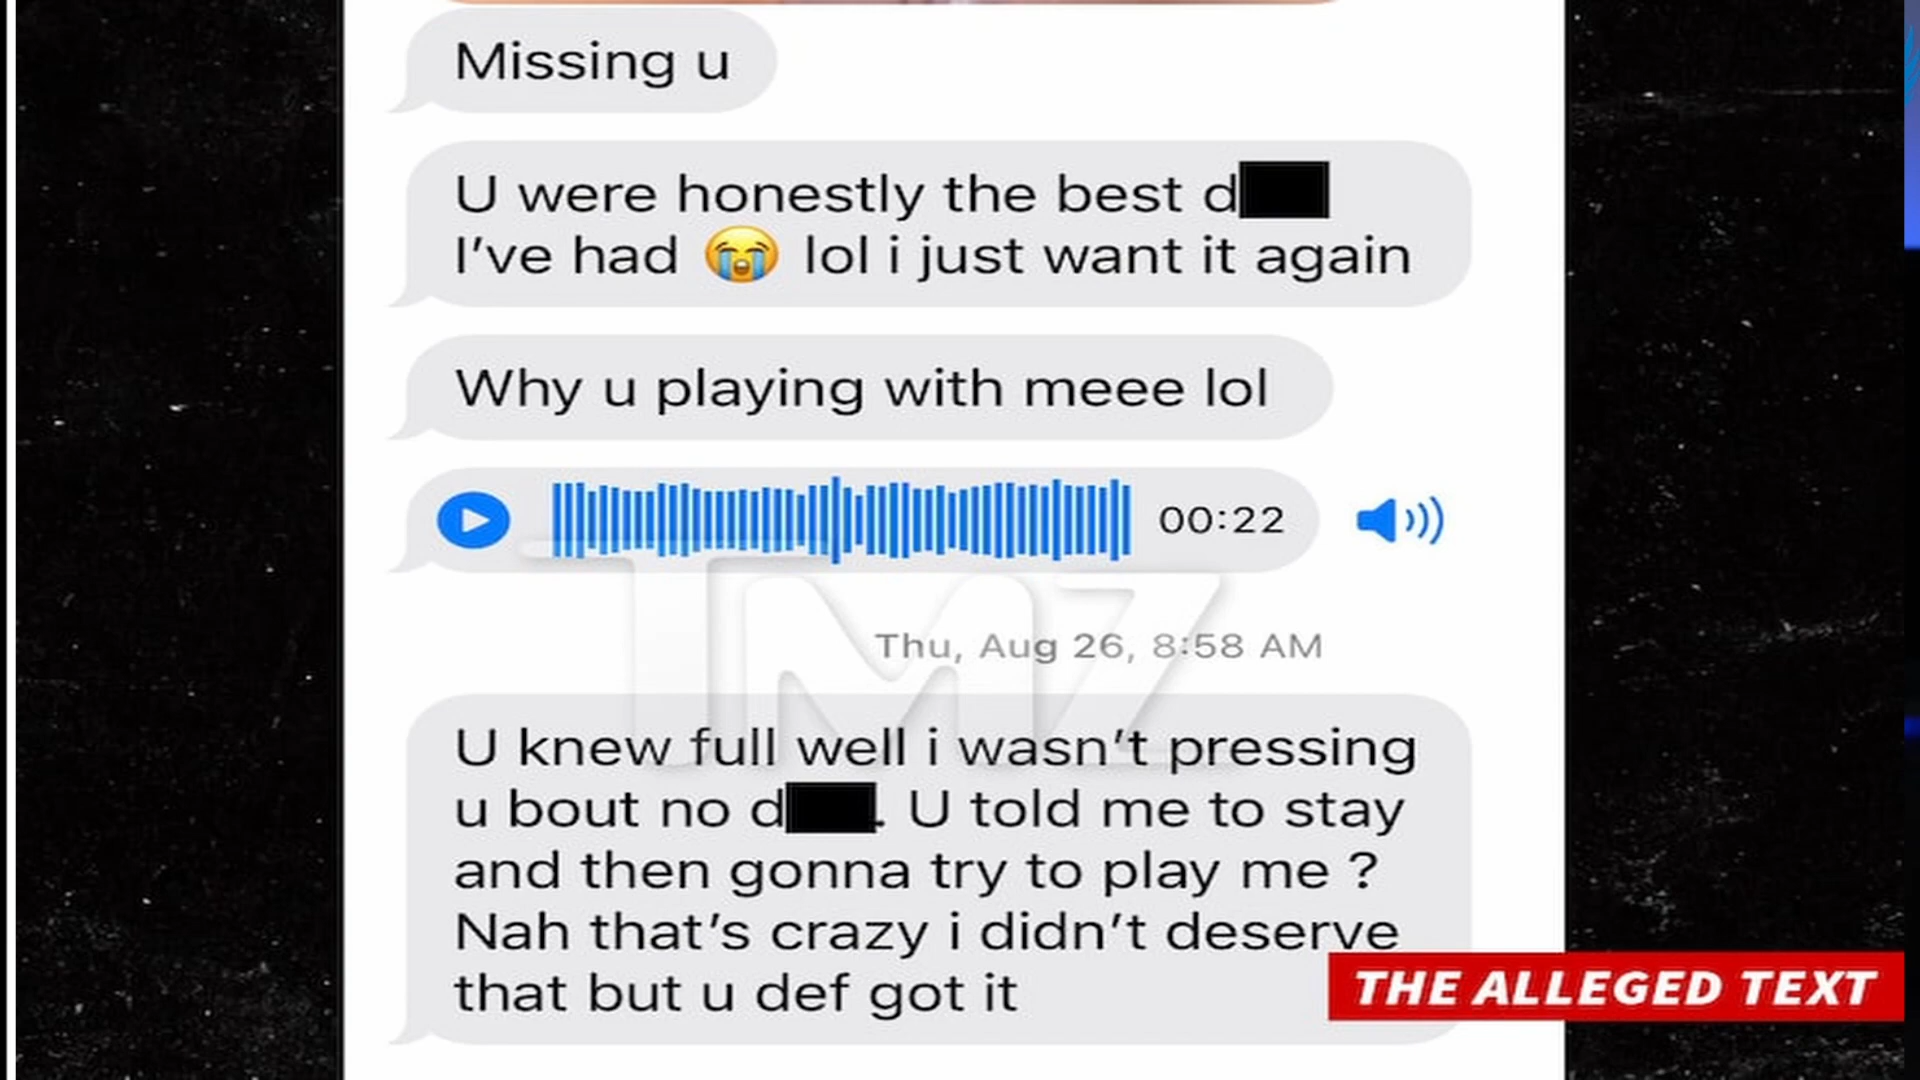 Missing u
U were honestly the best d
I've had 😭 lol i just want it again
Why u playing with meee lol
00:22
TMZ
Thu, Aug 26, 8:58 AM
U knew full well i wasn't pressing
u bout no d. U told me to stay
and then gonna try to play me ?
Nah that's crazy i didn't deserve
that but u def got it
THE ALLEGED TEXT